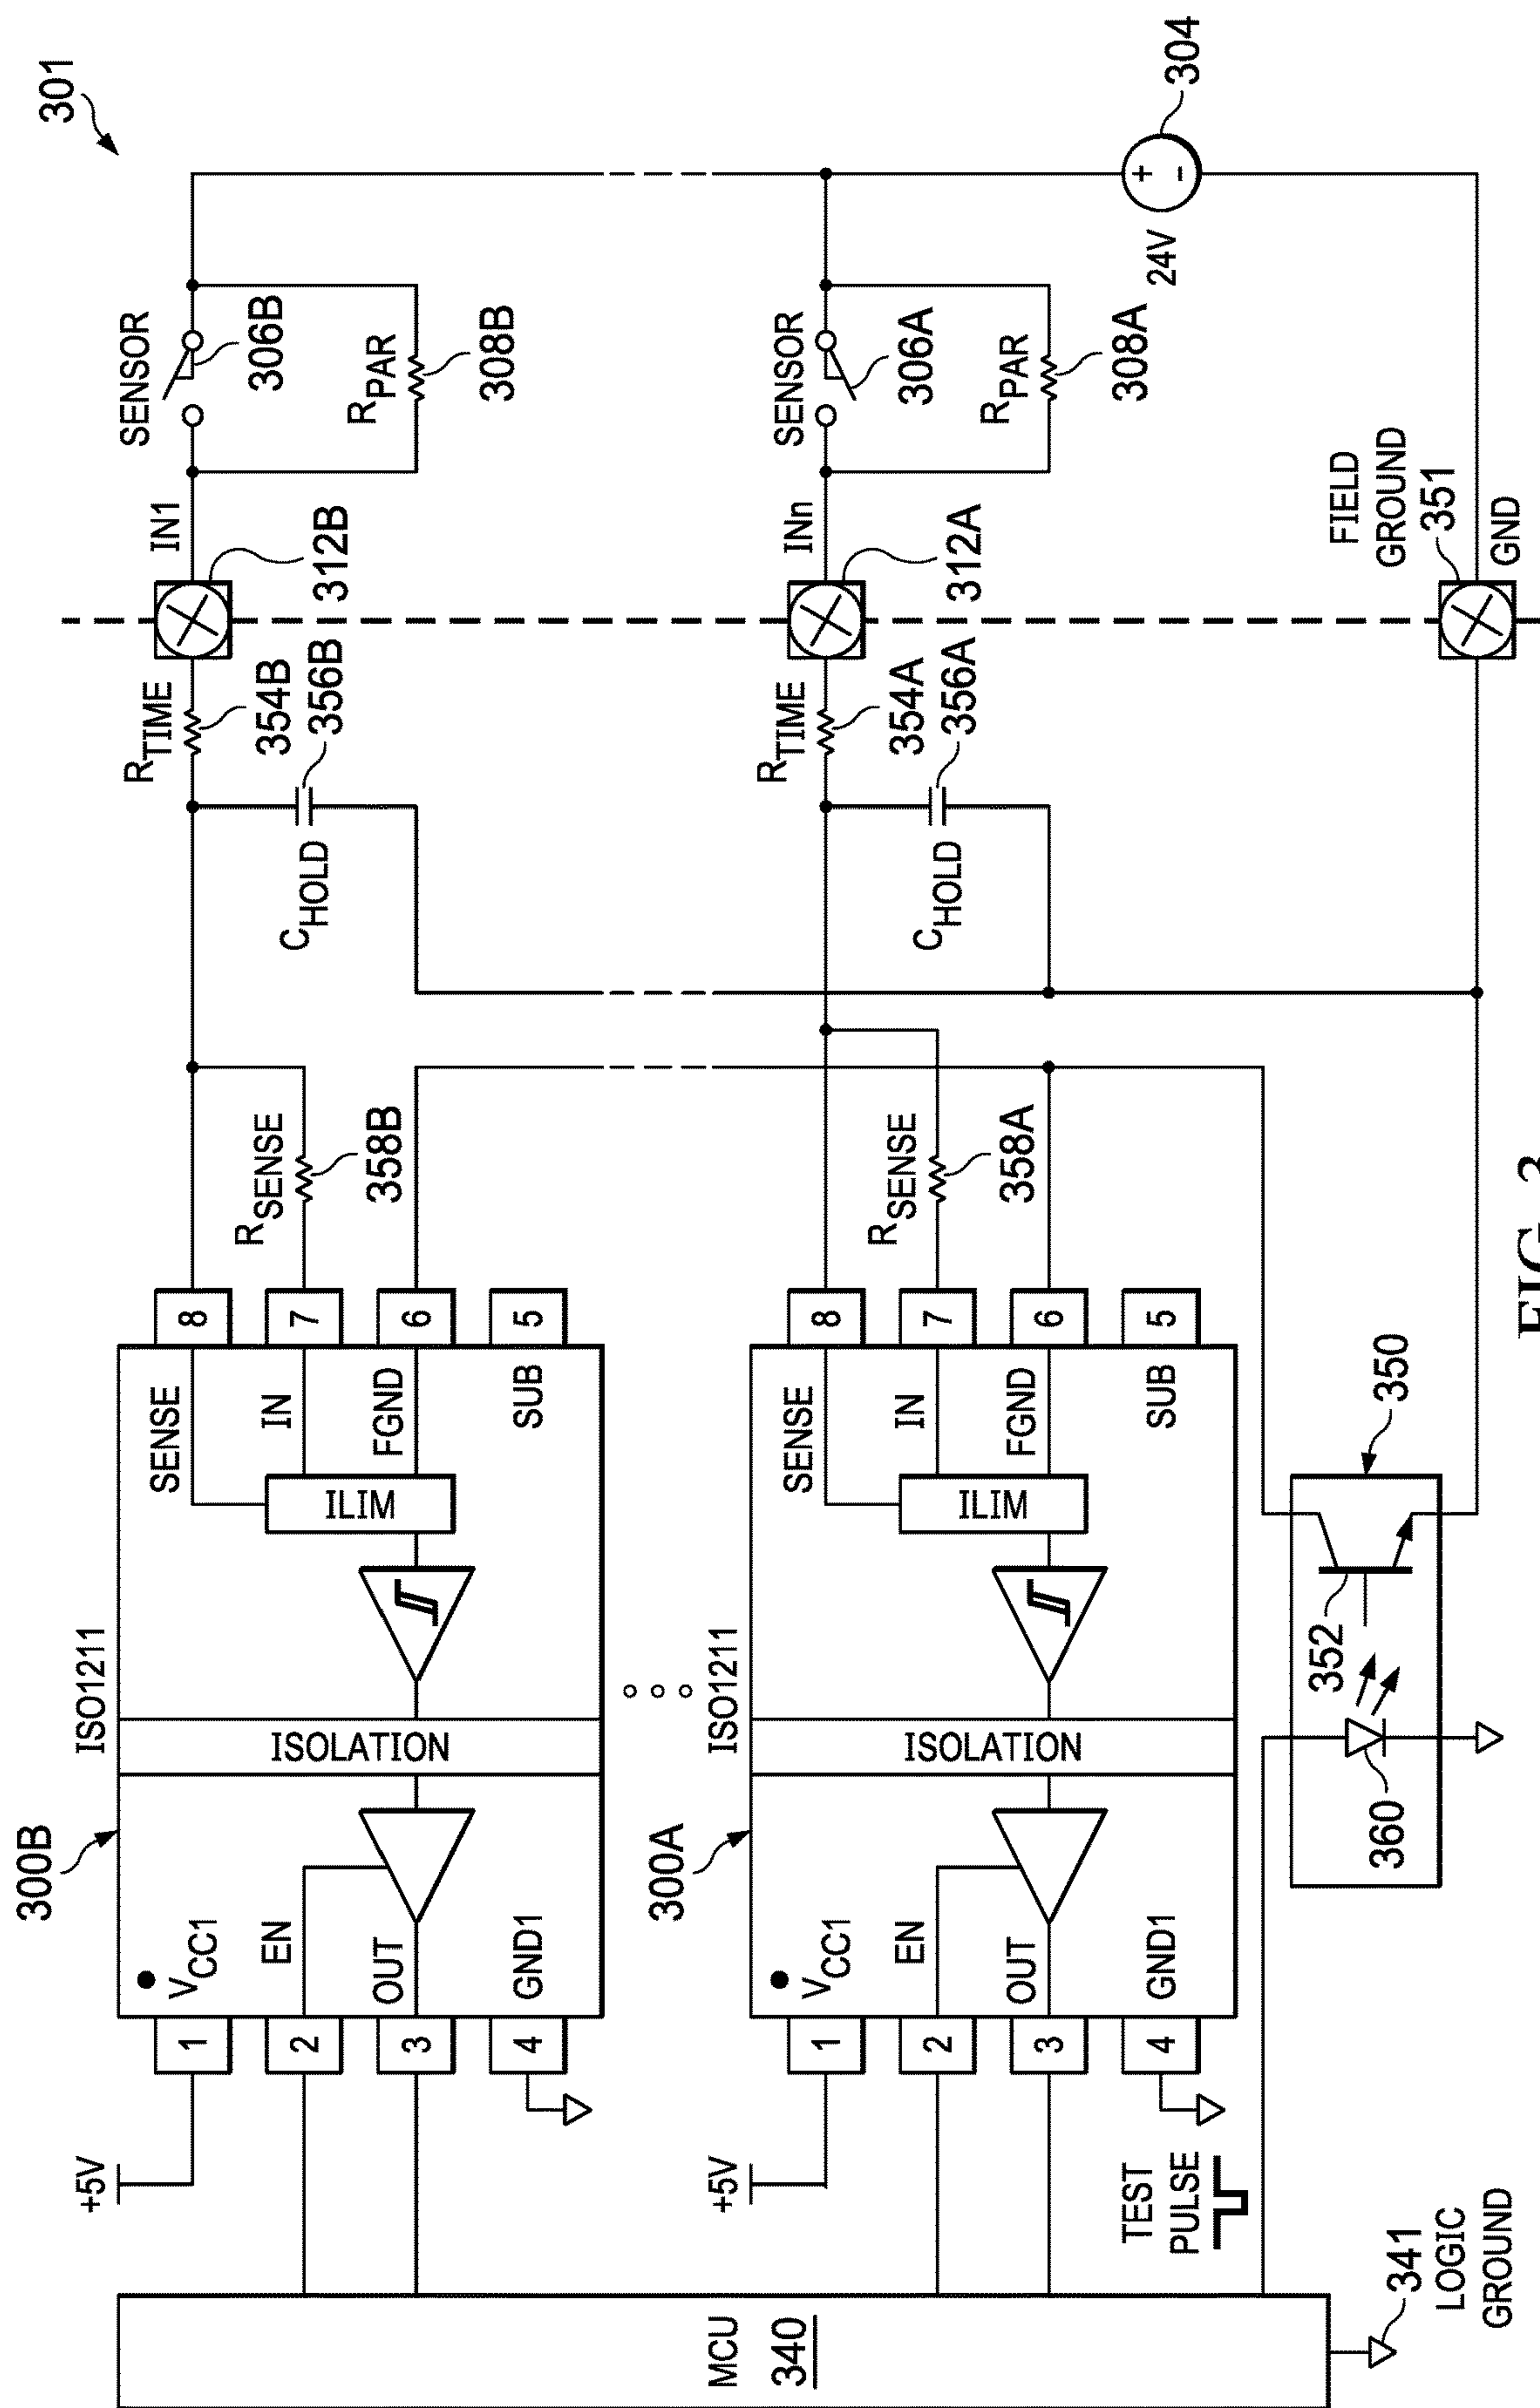 301
300B
ISO1211
+5V
1
2
3
4
VCC1
EN
OUT
GND1
ISOLATION
ILIM
SENSE
IN
FGND
SUB
8
7
6
5
RSENSE
358B
RTIME
354B
356B
CHOLD
312B
IN1
SENSOR
306B
RPAR
308B
300A
ISO1211
+5V
1
2
3
4
VCC1
EN
OUT
GND1
ISOLATION
ILIM
SENSE
IN
FGND
SUB
8
7
6
5
RSENSE
358A
RTIME
354A
356A
CHOLD
312A
INn
SENSOR
306A
RPAR
308A
MCU
340
TEST
PULSE
341
LOGIC
GROUND
360
352
350
FIELD
GROUND
351
GND
24V
+
-
304
FIG. 3